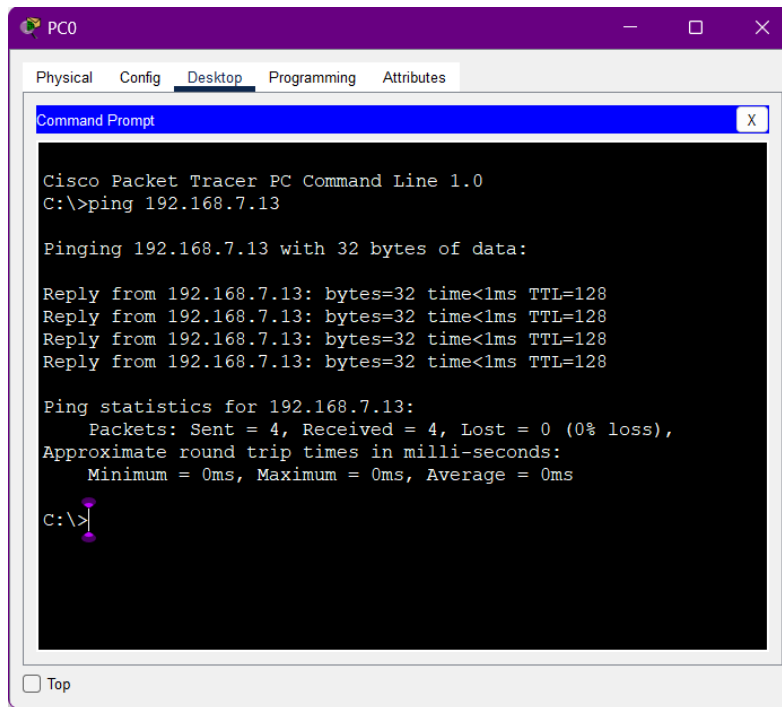 PC0
Physical Config Desktop Programming Attributes
Command Prompt
X
Cisco Packet Tracer PC Command Line 1.0
C:\>ping 192.168.7.13
Pinging 192.168.7.13 with 32 bytes of data:
Reply from 192.168.7.13: bytes=32 time<1ms TTL=128
Reply from 192.168.7.13: bytes=32 time<1ms TTL=128
Reply from 192.168.7.13: bytes=32 time<1ms TTL=128
Reply from 192.168.7.13: bytes=32 time<1ms TTL=128
Ping statistics for 192.168.7.13:
Packets: Sent = 4, Received = 4, Lost = 0 (0% loss),
Approximate round trip times in milli-seconds:
Minimum = 0ms, Maximum = 0ms, Average = 0ms
C:\>
Top